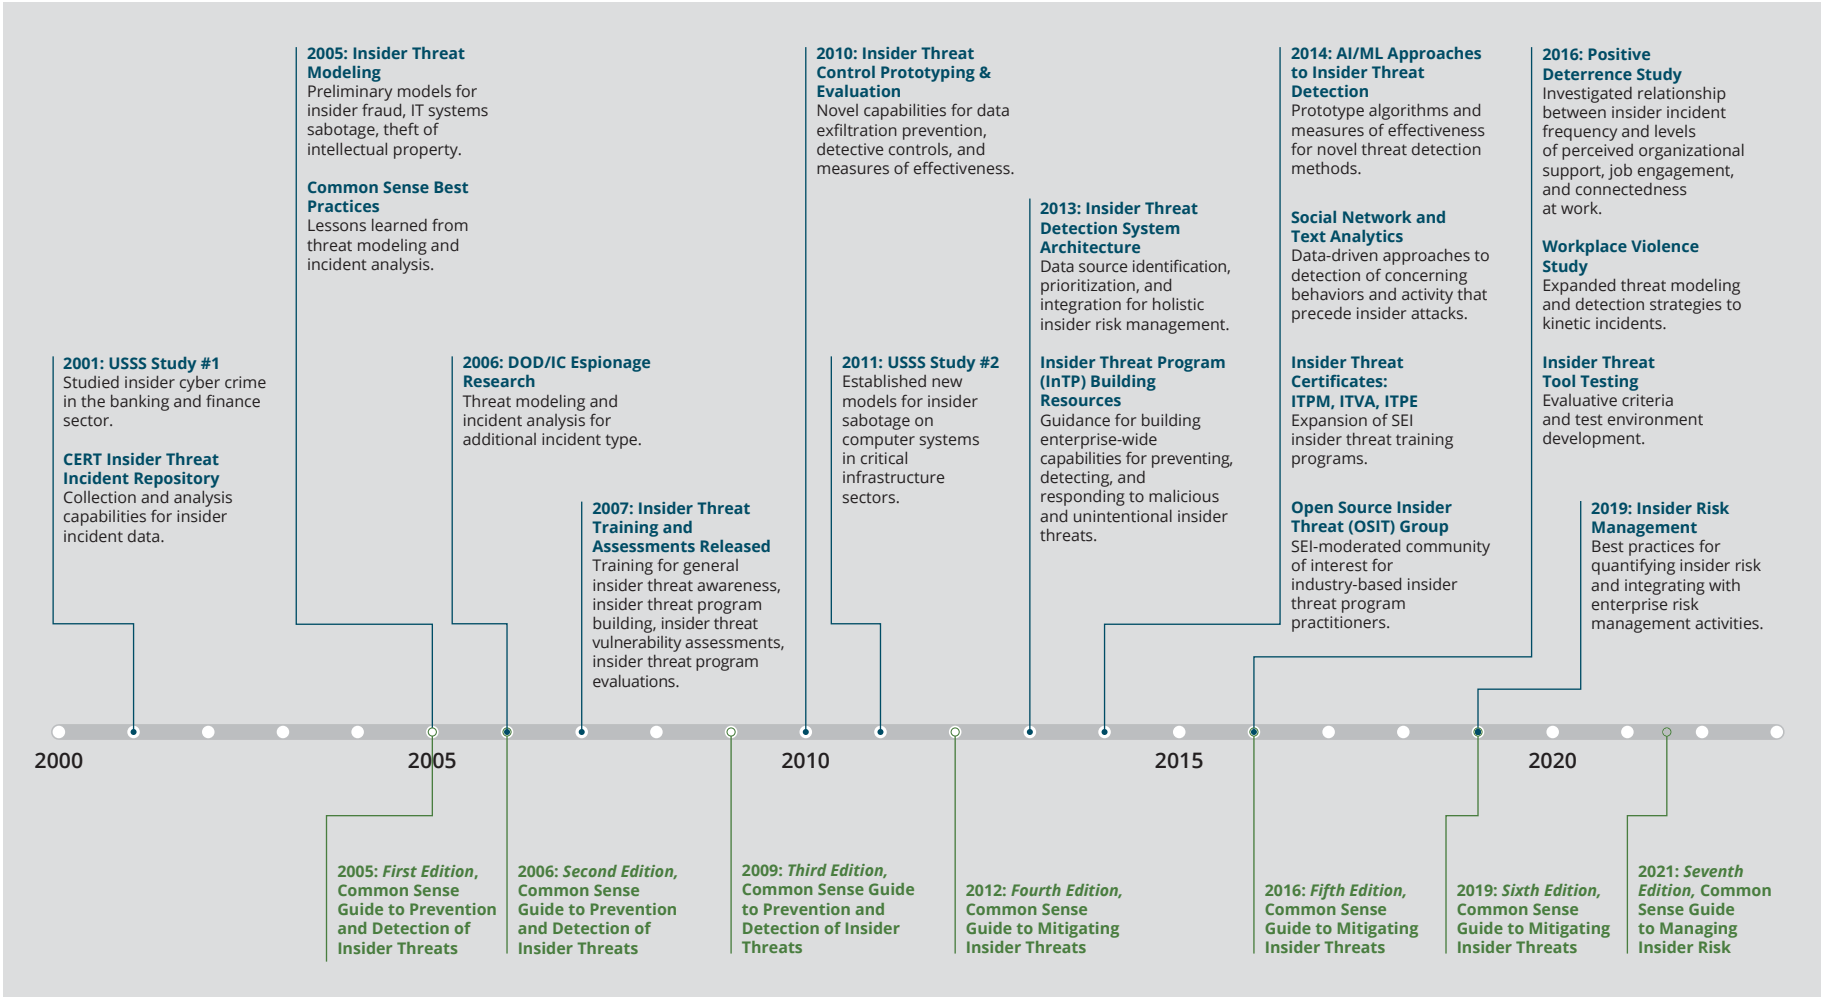 2005: Insider Threat
Modeling
Preliminary models for
insider fraud, IT systems
sabotage, theft of
intellectual property.
Common Sense Best
Practices
Lessons learned from
threat modeling and
incident analysis.
2010: Insider Threat
Control Prototyping &
Evaluation
Novel capabilities for data
exfiltration prevention,
detective controls, and
measures of effectiveness.
2014: AI/ML Approaches
to Insider Threat
Detection
Prototype algorithms and
measures of effectiveness
for novel threat detection
methods.
Social Network and
Text Analytics
Data-driven approaches to
detection of concerning
behaviors and activity that
precede insider attacks.
Insider Threat
Certificates:
ITPM, ITVA, ITPE
Expansion of SEI
insider threat training
programs.
Open Source Insider
Threat (OSIT) Group
SEI-moderated community
of interest for
industry-based insider
threat program
practitioners.
2016: Positive
Deterrence Study
Investigated relationship
between insider incident
frequency and levels
of perceived organizational
support, job engagement,
and connectedness
at work.
Workplace Violence
Study
Expanded threat modeling
and detection strategies to
kinetic incidents.
Insider Threat
Tool Testing
Evaluative criteria
and test environment
development.
2013: Insider Threat
Detection System
Architecture
Data source identification,
prioritization, and
integration for holistic
insider risk management.
Insider Threat Program
(InTP) Building
Resources
Guidance for building
enterprise-wide
capabilities for preventing,
detecting, and
responding to malicious
and unintentional insider
threats.
2001: USSS Study #1
Studied insider cyber crime
in the banking and finance
sector.
CERT Insider Threat
Incident Repository
Collection and analysis
capabilities for insider
incident data.
2006: DOD/IC Espionage
Research
Threat modeling and
incident analysis for
additional incident type.
2011: USSS Study #2
Established new
models for insider
sabotage on
computer systems
in critical
infrastructure
sectors.
2007: Insider Threat
Training and
Assessments Released
Training for general
insider threat awareness,
insider threat program
building, insider threat
vulnerability assessments,
insider threat program
evaluations.
2019: Insider Risk
Management
Best practices for
quantifying insider risk
and integrating with
enterprise risk
management activities.
2000
2005
2010
2015
2020
2005: First Edition,
Common Sense
Guide to Prevention
and Detection of
Insider Threats
2006: Second Edition,
Common Sense
Guide to Prevention
and Detection of
Insider Threats
2009: Third Edition,
Common Sense Guide
to Prevention and
Detection of Insider
Threats
2012: Fourth Edition,
Common Sense
Guide to Mitigating
Insider Threats
2016: Fifth Edition,
Common Sense
Guide to Mitigating
Insider Threats
2019: Sixth Edition,
Common Sense
Guide to Mitigating
Insider Threats
2021: Seventh
Edition, Common
Sense Guide
to Managing
Insider Risk